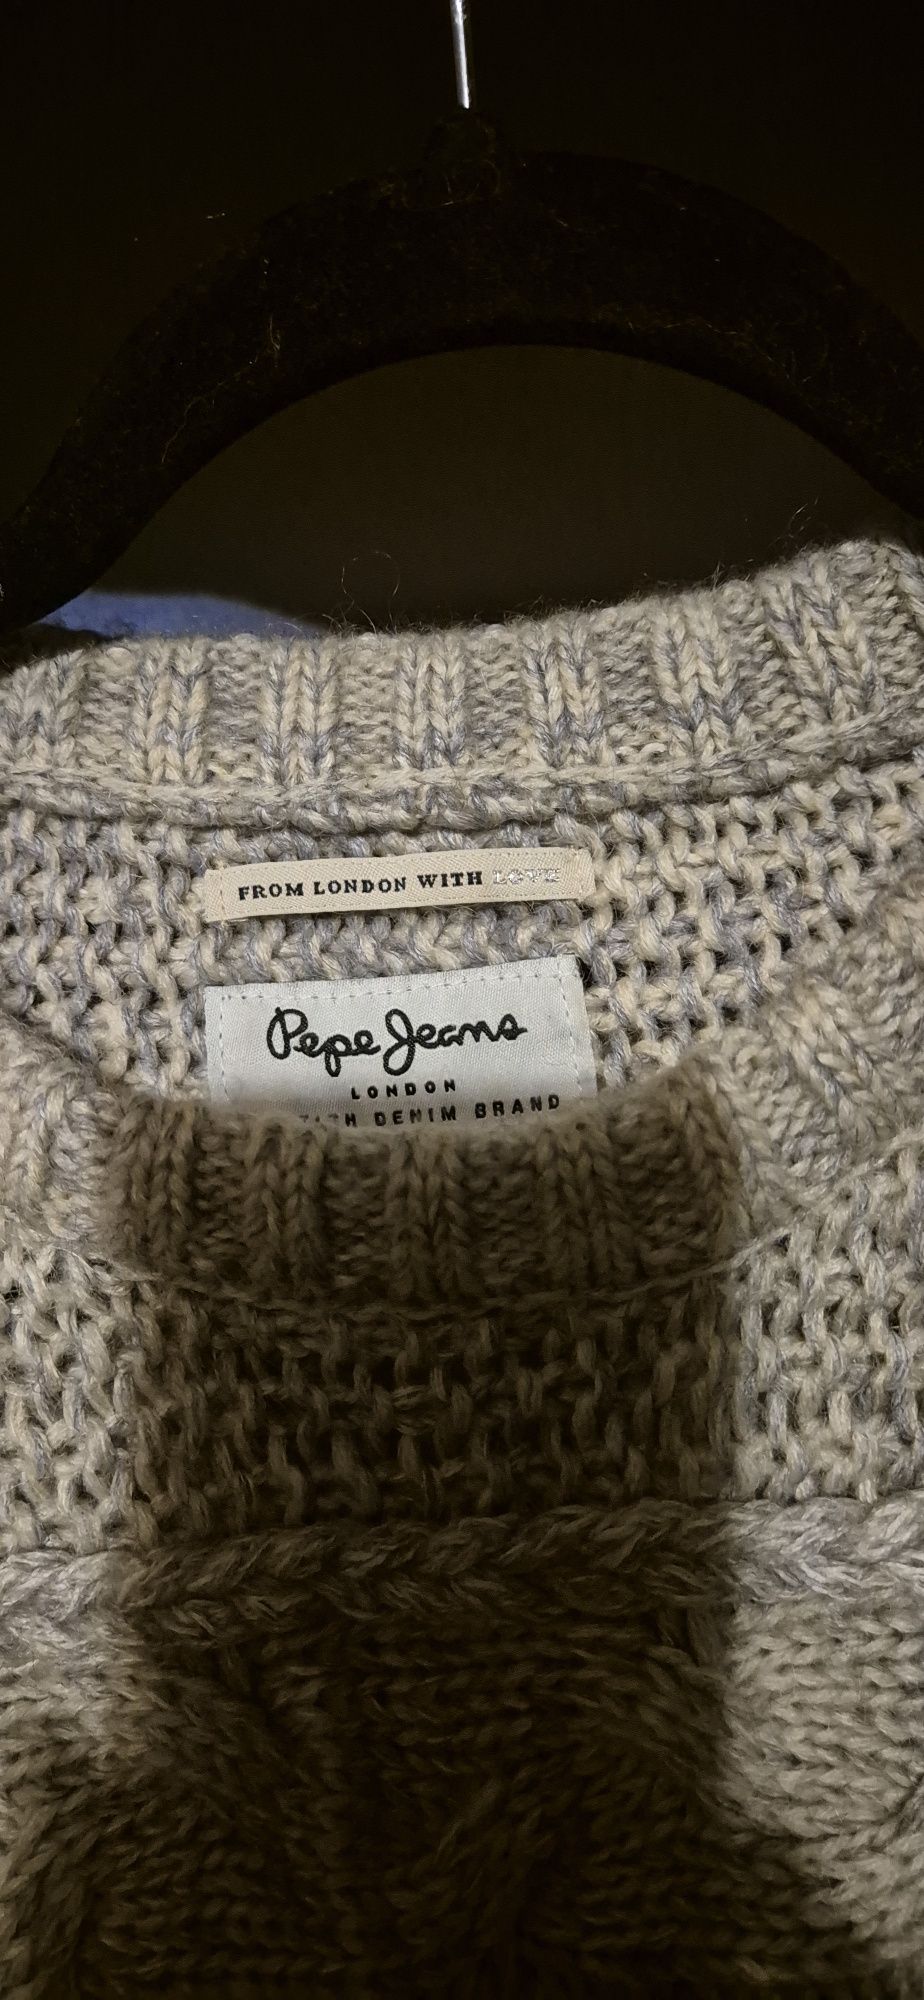 FROM LONDON WITH LOVE
Pepe Jeans
LONDON
DENIM BRAND